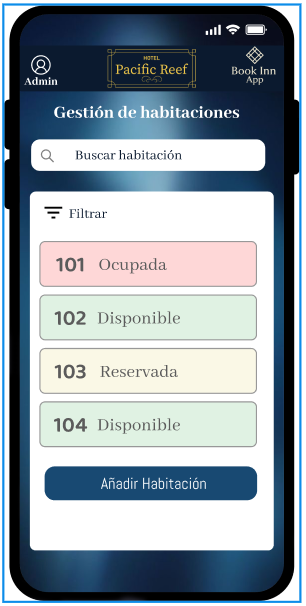 Admin
HOTEL
Pacific Reef
Book Inn
App
Gestión de habitaciones
Buscar habitación
Filtrar
101 Ocupada
102 Disponible
103 Reservada
104 Disponible
Añadir Habitación